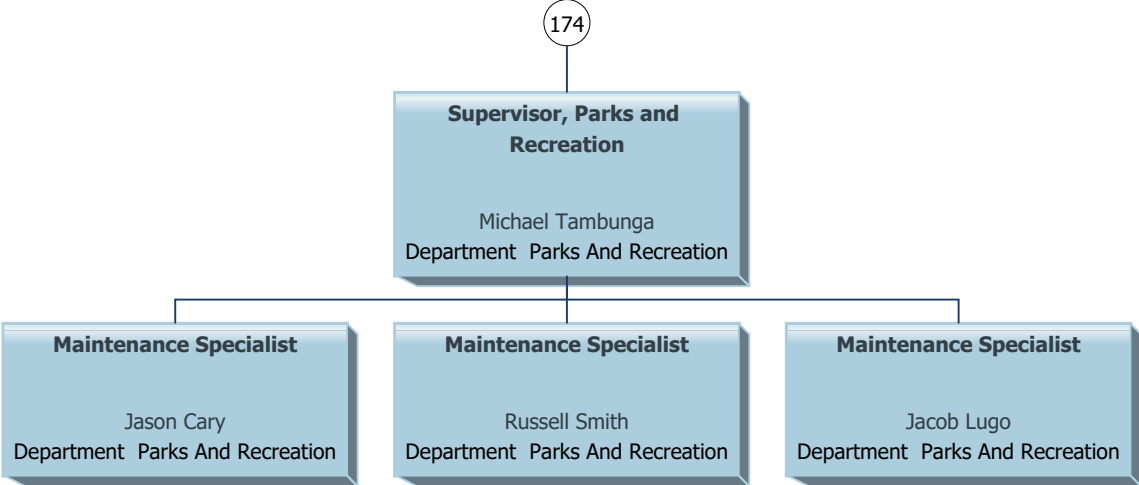 174
Supervisor, Parks and
Recreation
Michael Tambunga
Department  Parks And Recreation
Maintenance Specialist
Jason Cary
Department  Parks And Recreation
Maintenance Specialist
Russell Smith
Department  Parks And Recreation
Maintenance Specialist
Jacob Lugo
Department  Parks And Recreation